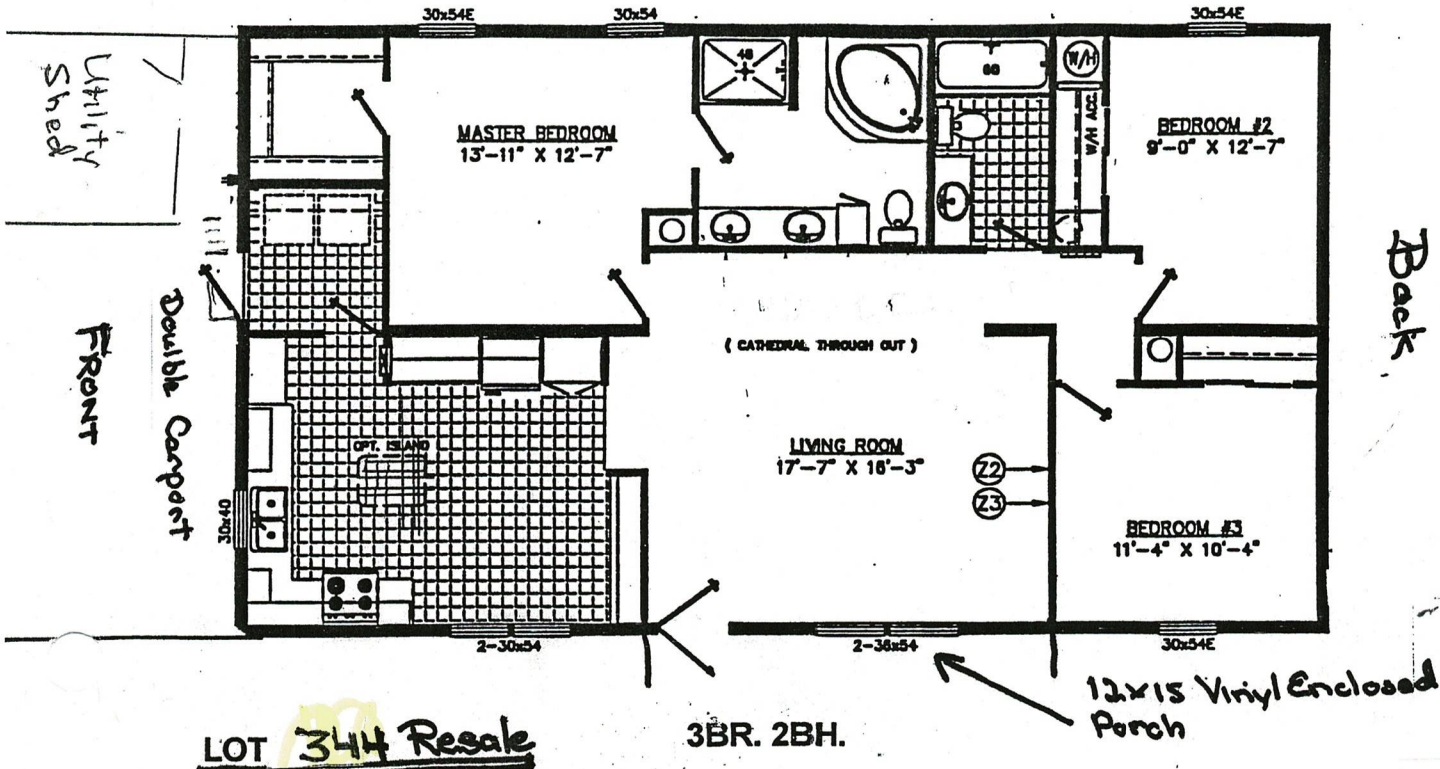 30x54E
30x54
30x54E
Utility
Shed
48
60
W/H
W/H ACC.
MASTER BEDROOM
13'-11" X 12'-7"
BEDROOM #2
9'-0" X 12'-7"
Back
Double Carport
FRONT
( CATHEDRAL THROUGH OUT )
OPT. ISLAND
LIVING ROOM
17'-7" X 16'-3"
Z2
Z3
30x40
BEDROOM #3
11'-4" X 10'-4"
2-30x54
2-36x54
30x54E
12x15 Vinyl Enclosed
Porch
LOT 344 Resale
3BR. 2BH.